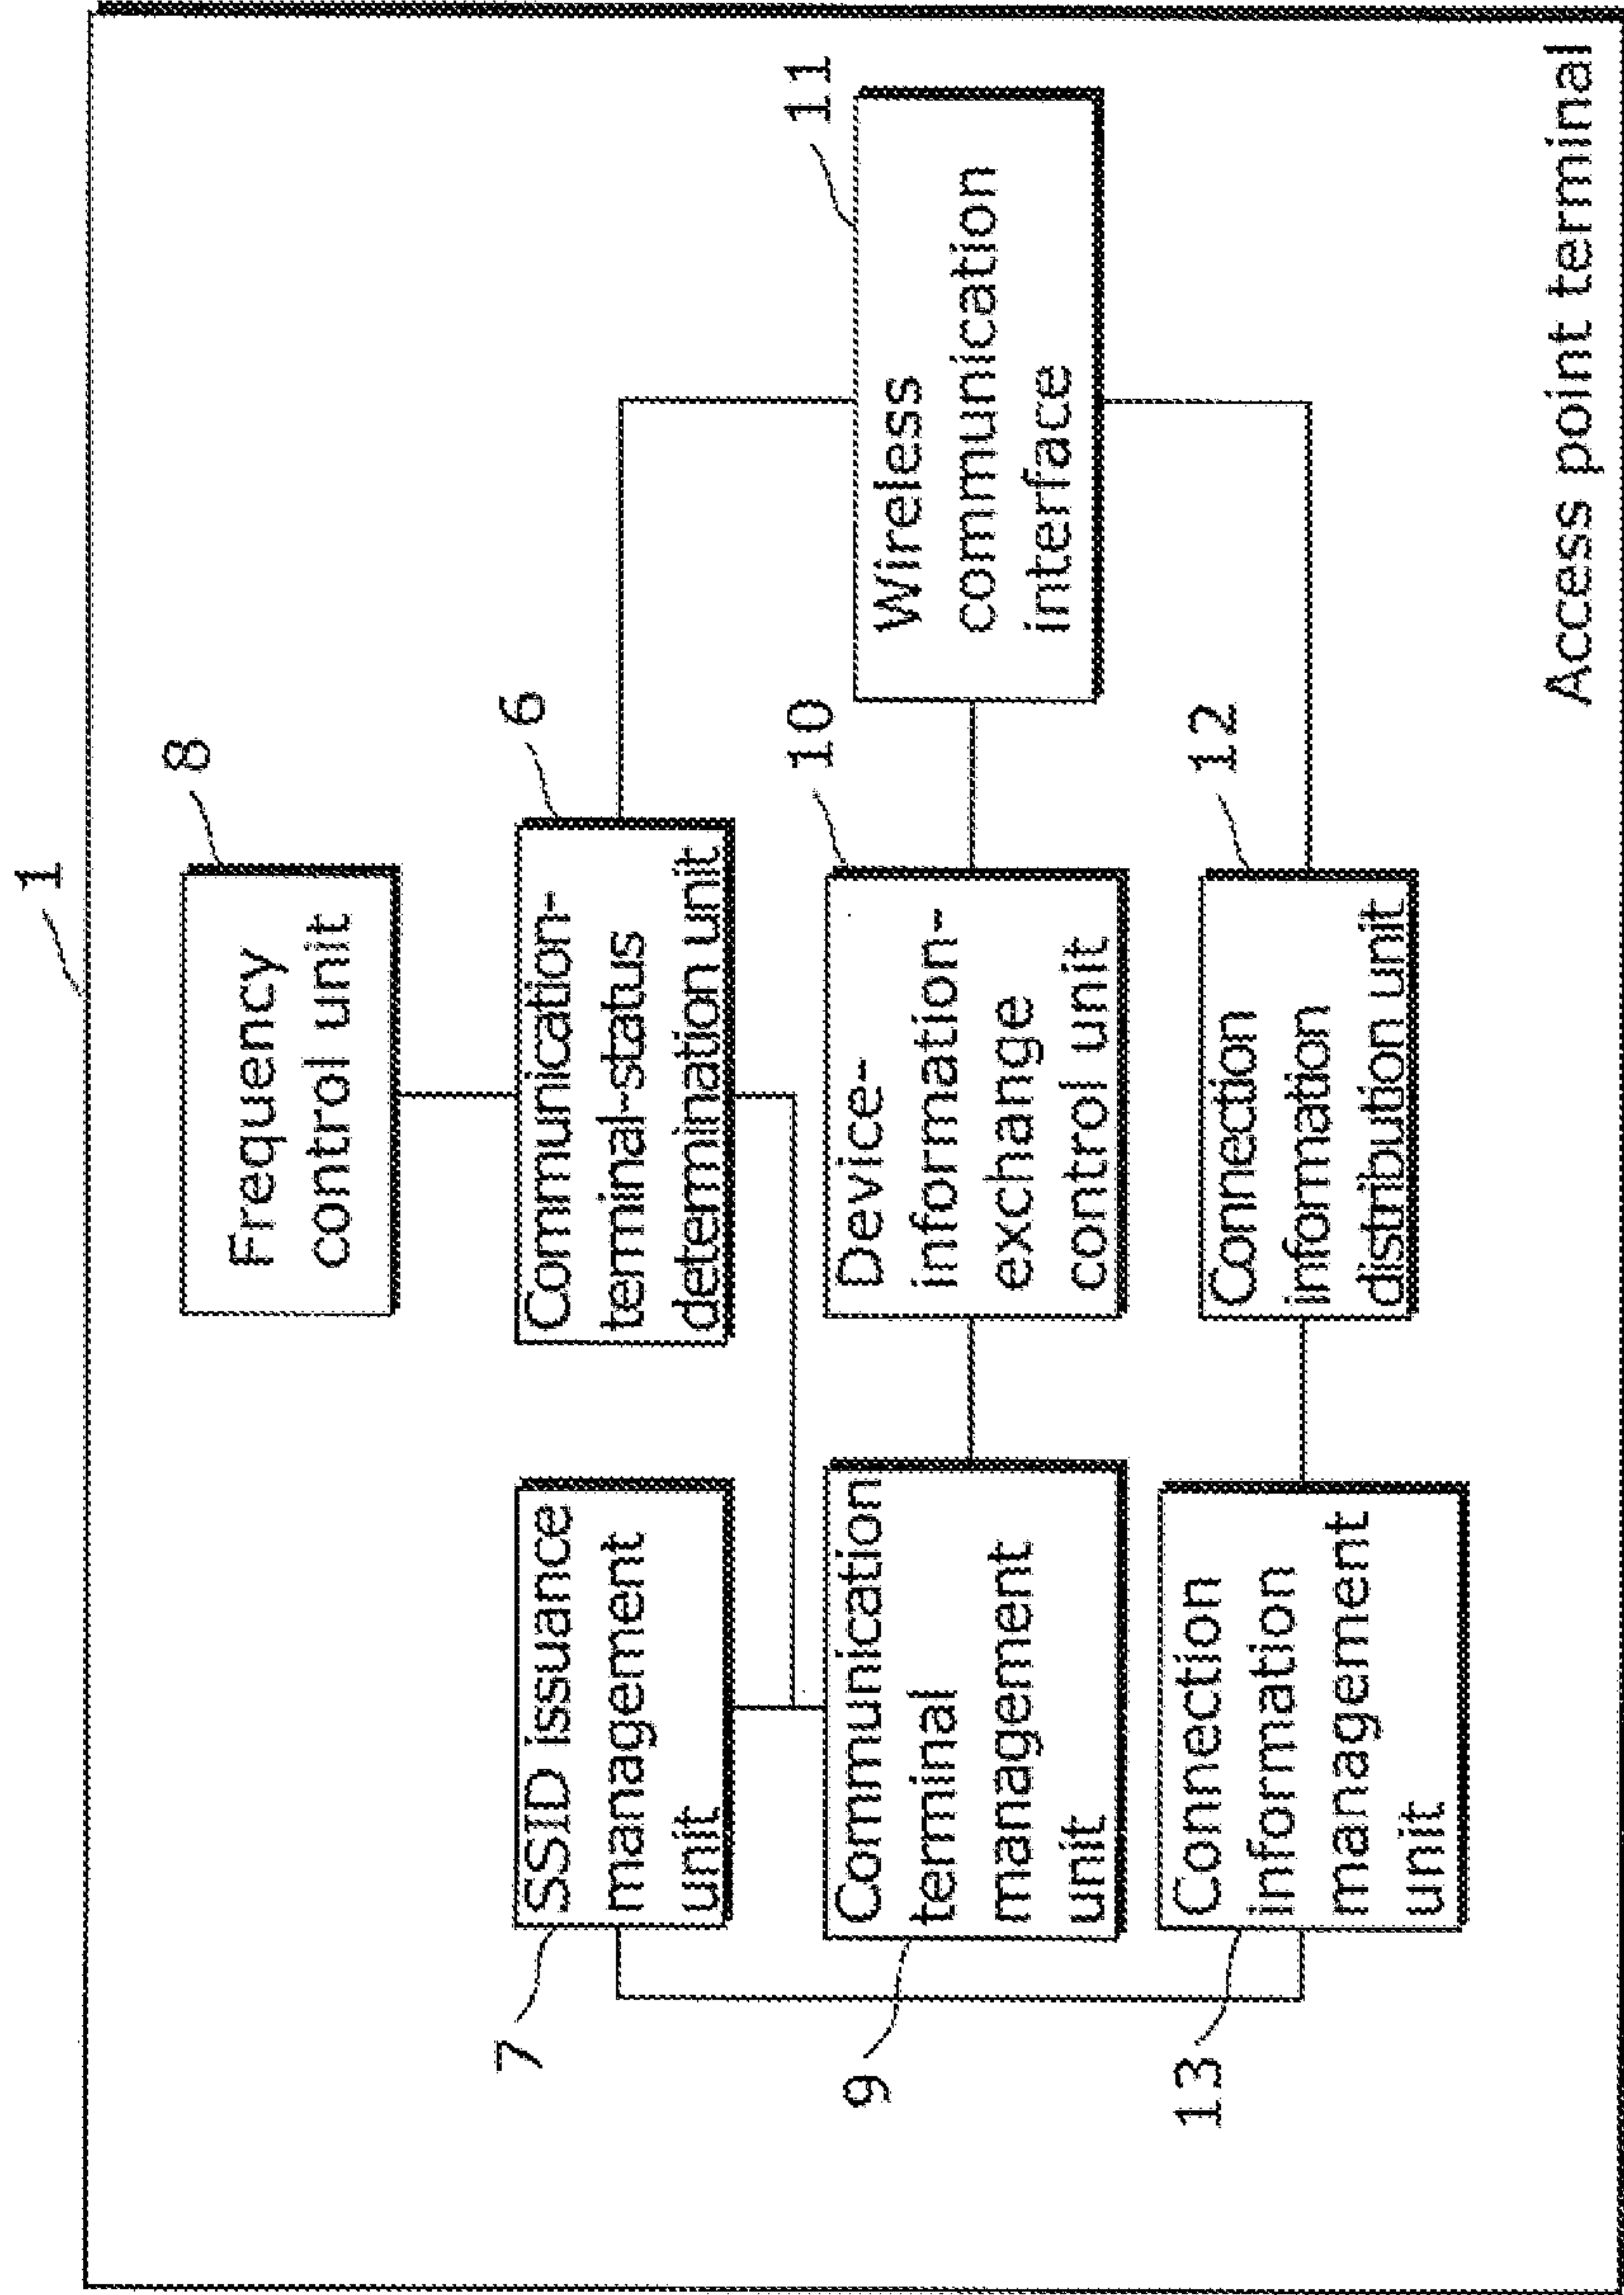 1
8
Frequency
control unit
7
SSID issuance
management
unit
6
Communication-
terminal-status
determination unit
9
Communication
terminal
management
unit
10
Device-
information-
exchange
control unit
11
Wireless
communication
interface
13
Connection
information
management
unit
12
Connection
information
distribution unit
Access point terminal